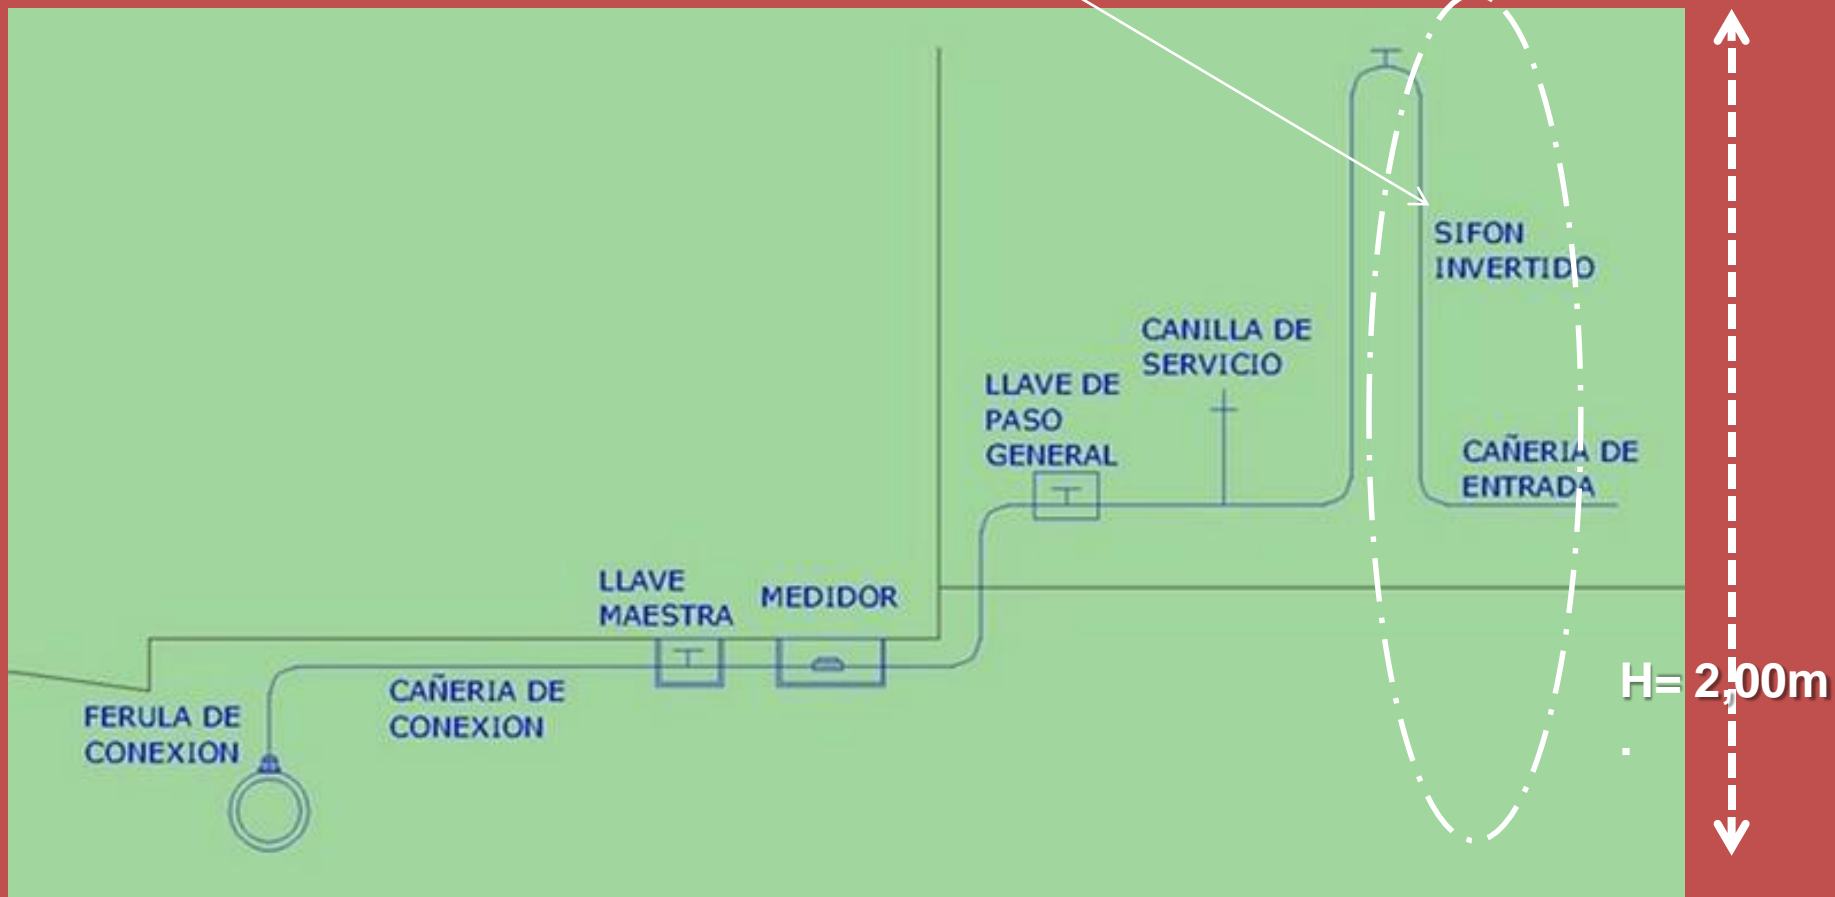 SIFON
INVERTIDO
CANILLA DE
SERVICIO
LLAVE DE
PASO
GENERAL
CAÑERIA DE
ENTRADA
LLAVE
MAESTRA
MEDIDOR
CAÑERIA DE
CONEXION
FERULA DE
CONEXION
H= 2,00m
.